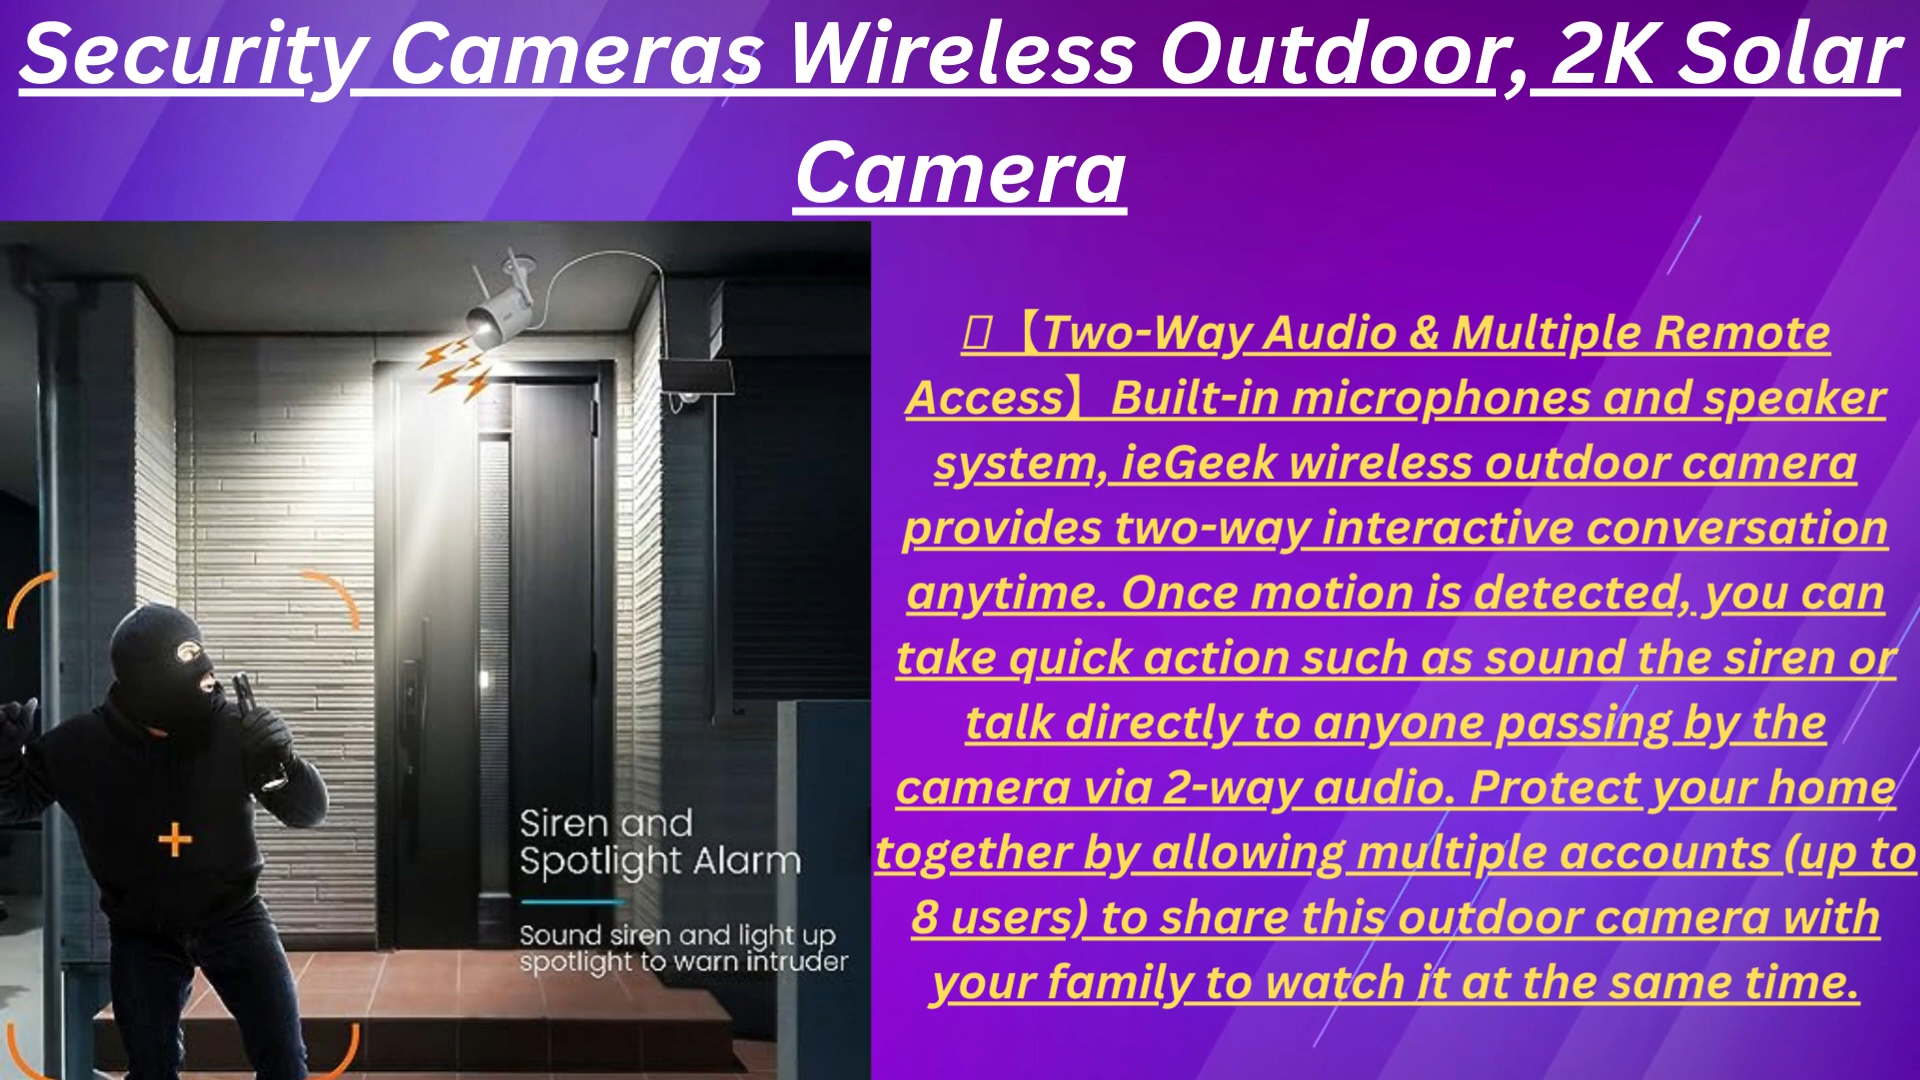 Security Cameras Wireless Outdoor, 2K Solar
Camera
【Two-Way Audio & Multiple Remote
Access】Built-in microphones and speaker
system, ieGeek wireless outdoor camera
provides two-way interactive conversation
anytime. Once motion is detected, you can
take quick action such as sound the siren or
talk directly to anyone passing by the
camera via 2-way audio. Protect your home
together by allowing multiple accounts (up to
8 users) to share this outdoor camera with
your family to watch it at the same time.
Siren and
Spotlight Alarm
Sound siren and light up
spotlight to warn intruder